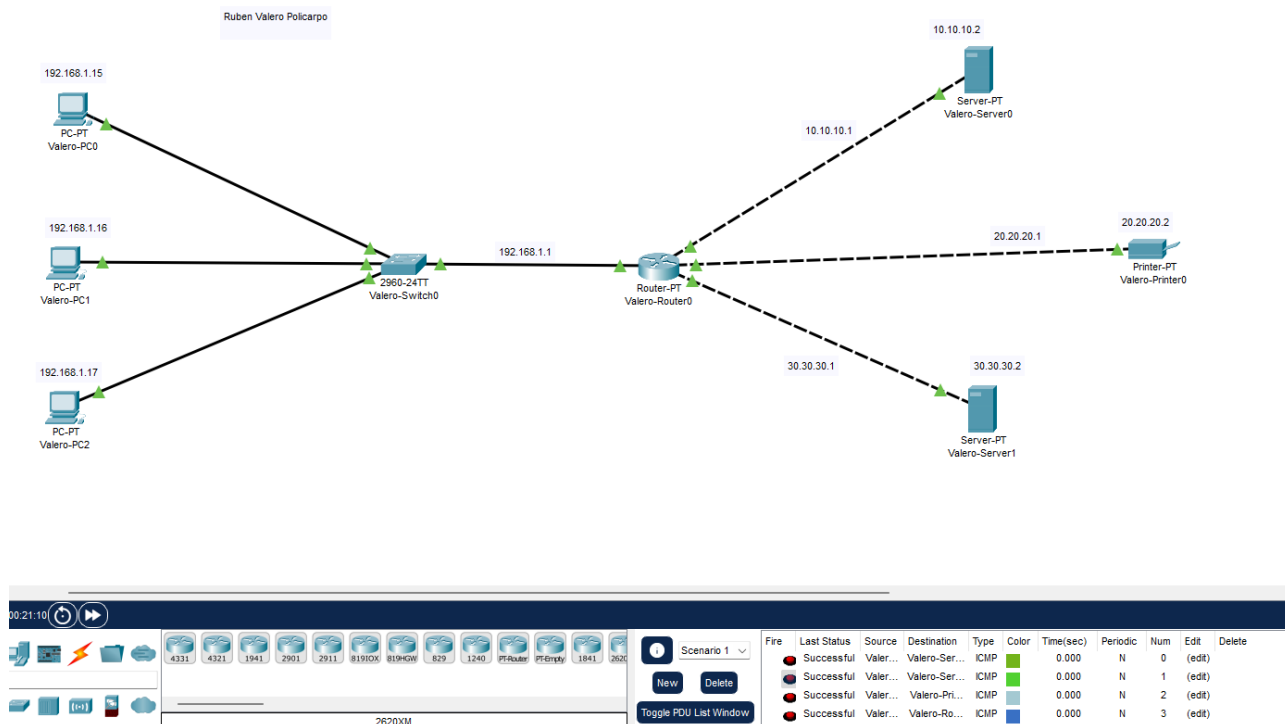 Ruben Valero Policarpo
10.10.10.2
192.168.1.15
Server-PT
Valero-Server0
PC-PT
Valero-PC0
10.10.10.1
192.168.1.16
20.20.20.2
20.20.20.1
192.168.1.1
PC-PT
Valero-PC1
2960-24TT
Valero-Switch0
Router-PT
Valero-Router0
Printer-PT
Valero-Printer0
192.168.1.17
30.30.30.1
30.30.30.2
PC-PT
Valero-PC2
Server-PT
Valero-Server1
00:21:10
4331 4321 1941 2901 2911 819IOX 819HGW 829 1240 PT-Router PT-Empty 1841 262
2620XM
Scenario 1
New Delete
Toggle PDU List Window
Fire Last Status Source Destination Type Color Time(sec) Periodic Num Edit Delete
Successful Valer... Valero-Ser... ICMP 0.000 N 0 (edit)
Successful Valer... Valero-Ser... ICMP 0.000 N 1 (edit)
Successful Valer... Valero-Pri... ICMP 0.000 N 2 (edit)
Successful Valer... Valero-Ro... ICMP 0.000 N 3 (edit)